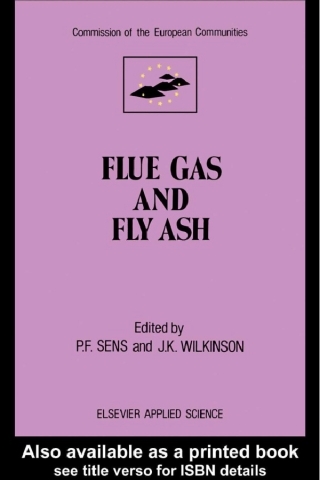 Commission of the European Communities
FLUE GAS
AND
FLY ASH
Edited by
P.F. SENS and J.K. WILKINSON
ELSEVIER APPLIED SCIENCE
Also available as a printed book
see title verso for ISBN details